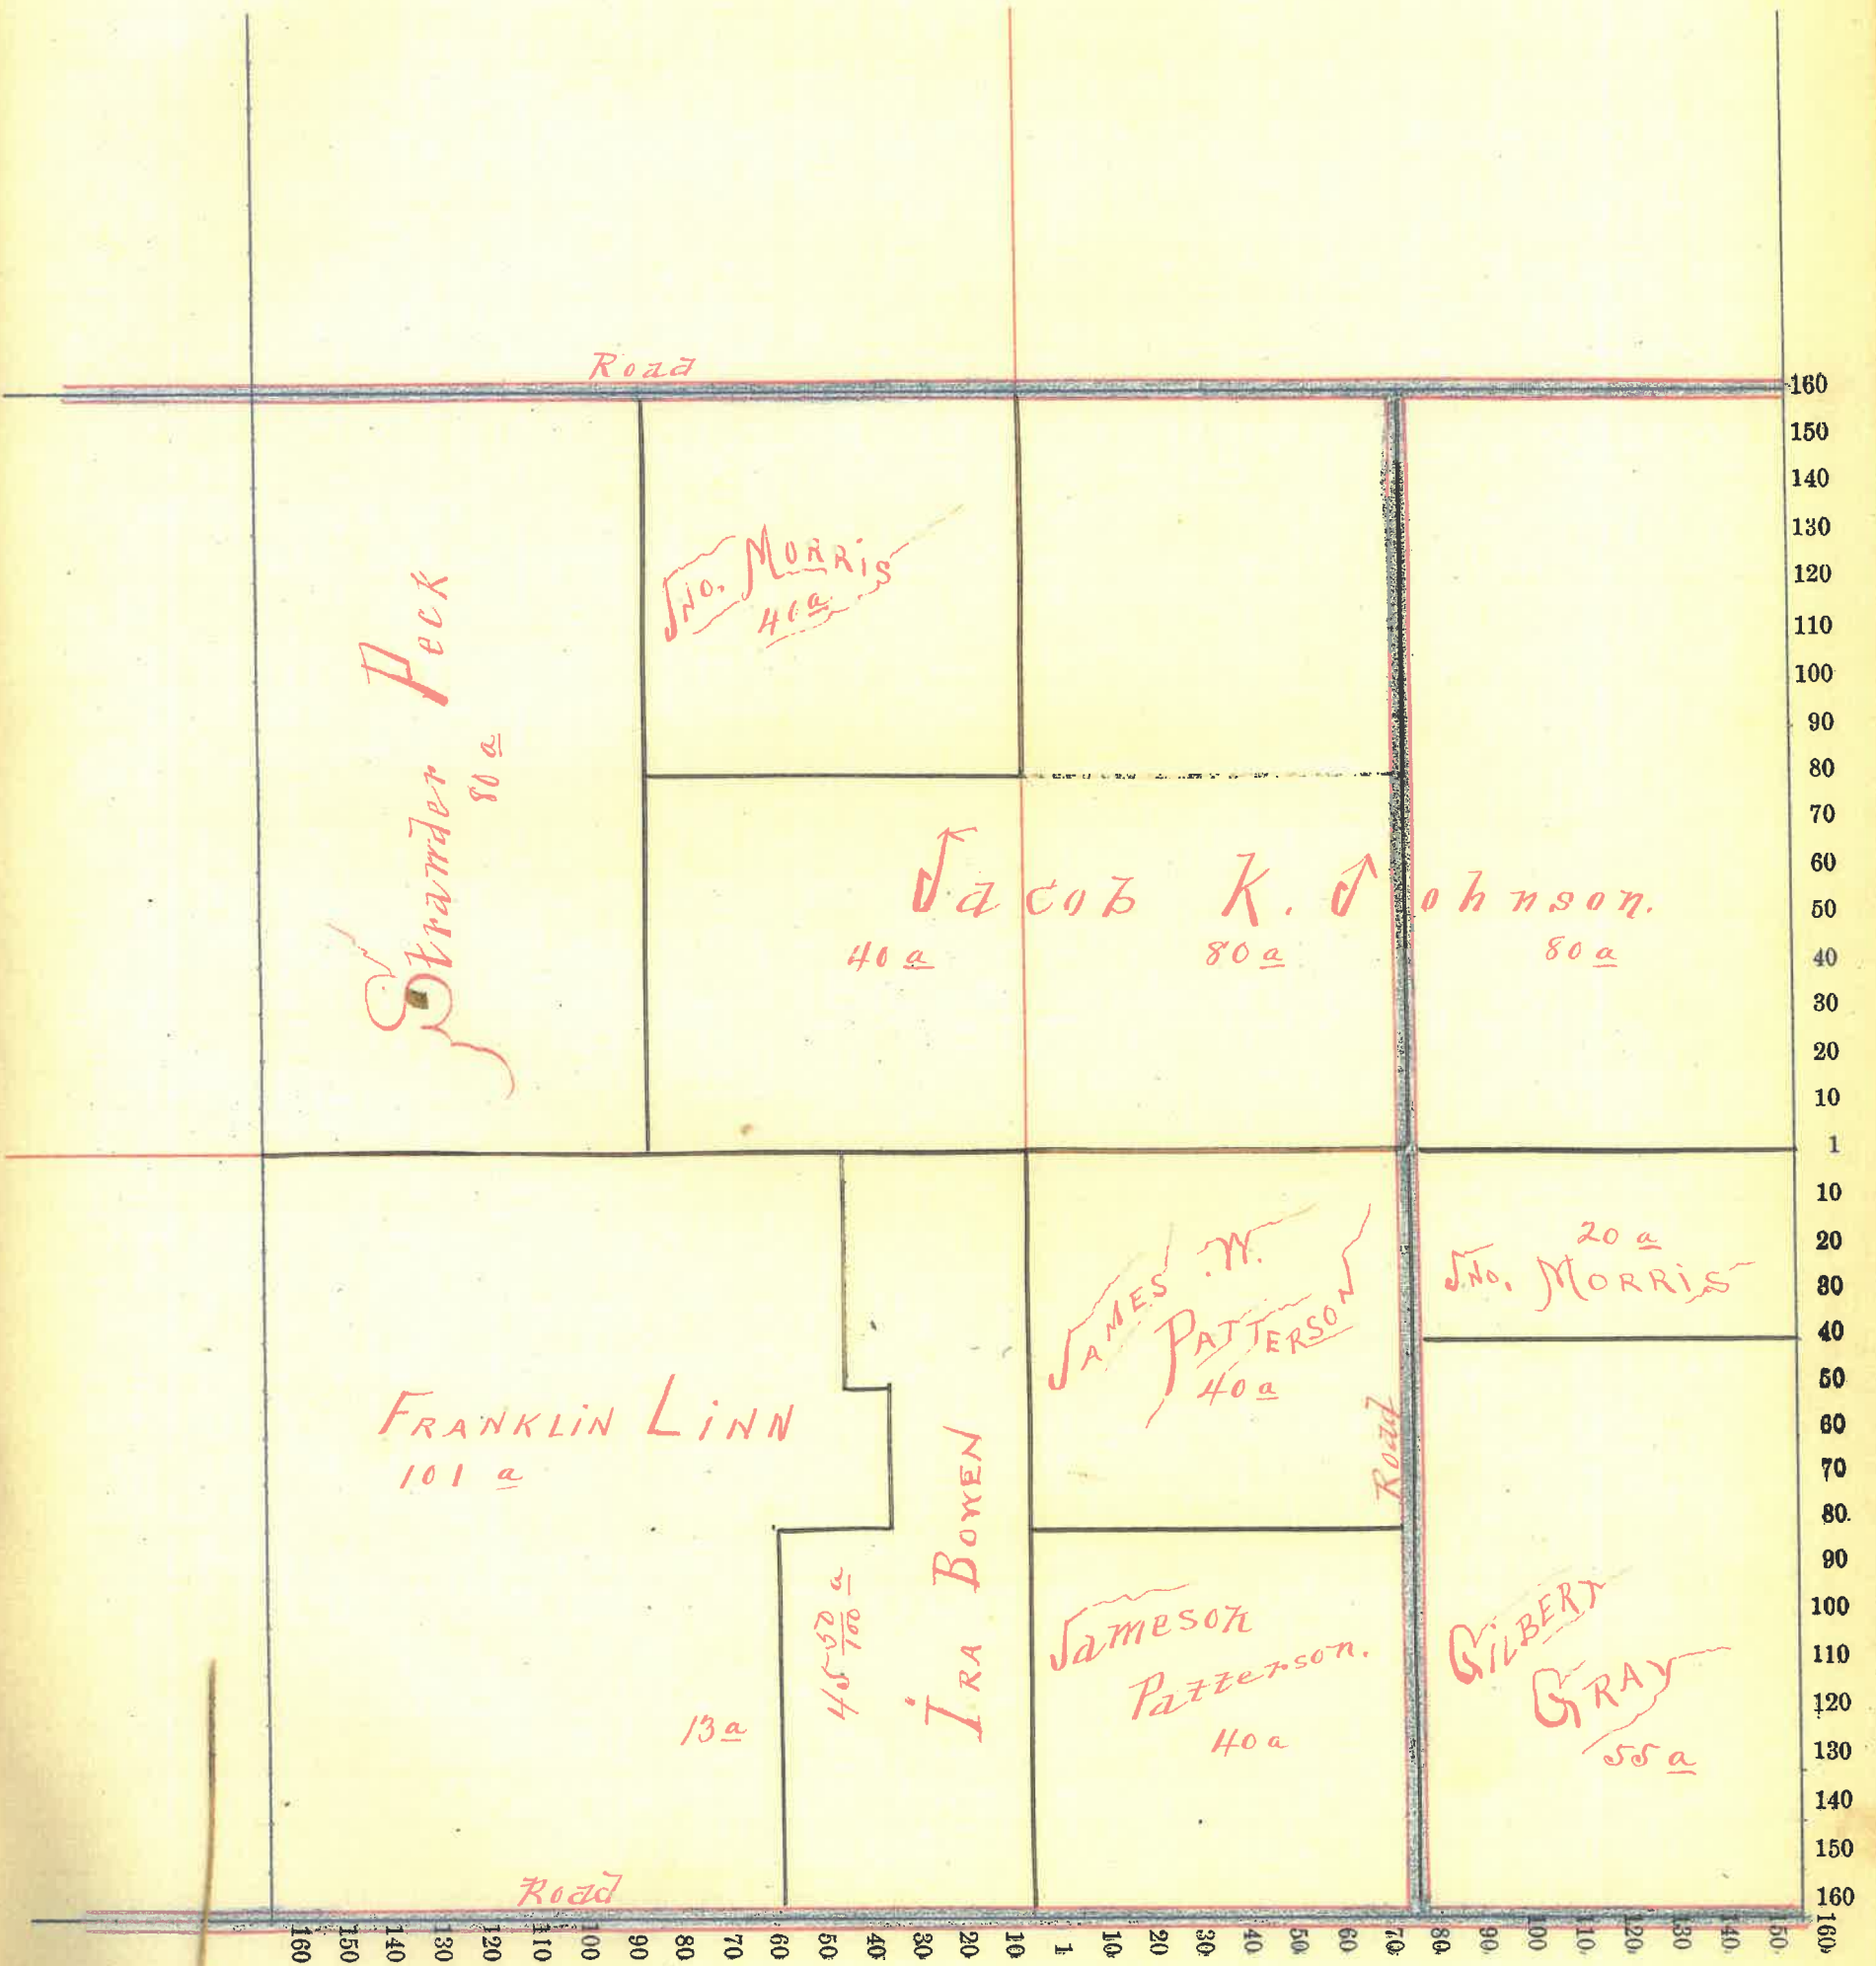 Road
Jno. Morris
41 a
Strander Peck
80 a
Jacob K. Johnson.
40 a
80 a
80 a
James W.
Patterson
40 a
20 a
Jno. Morris
Franklin Linn
101 a
13 a
Ira Bowen
45 50/100 a
Road
Jameson
Patterson.
40 a
Gilbert
Gray
55 a
Road
160
150
140
130
120
110
100
90
80
70
60
50
40
30
20
10
1
10
20
30
40
50
60
70
80.
90
100
110
120
130
140
150
160
160 150 140 130 120 110 100 90 80 70 60 50 40 30 20 10 1 10 20 30 40 50 60 70 80 90 100 110 120 130 140 150 160